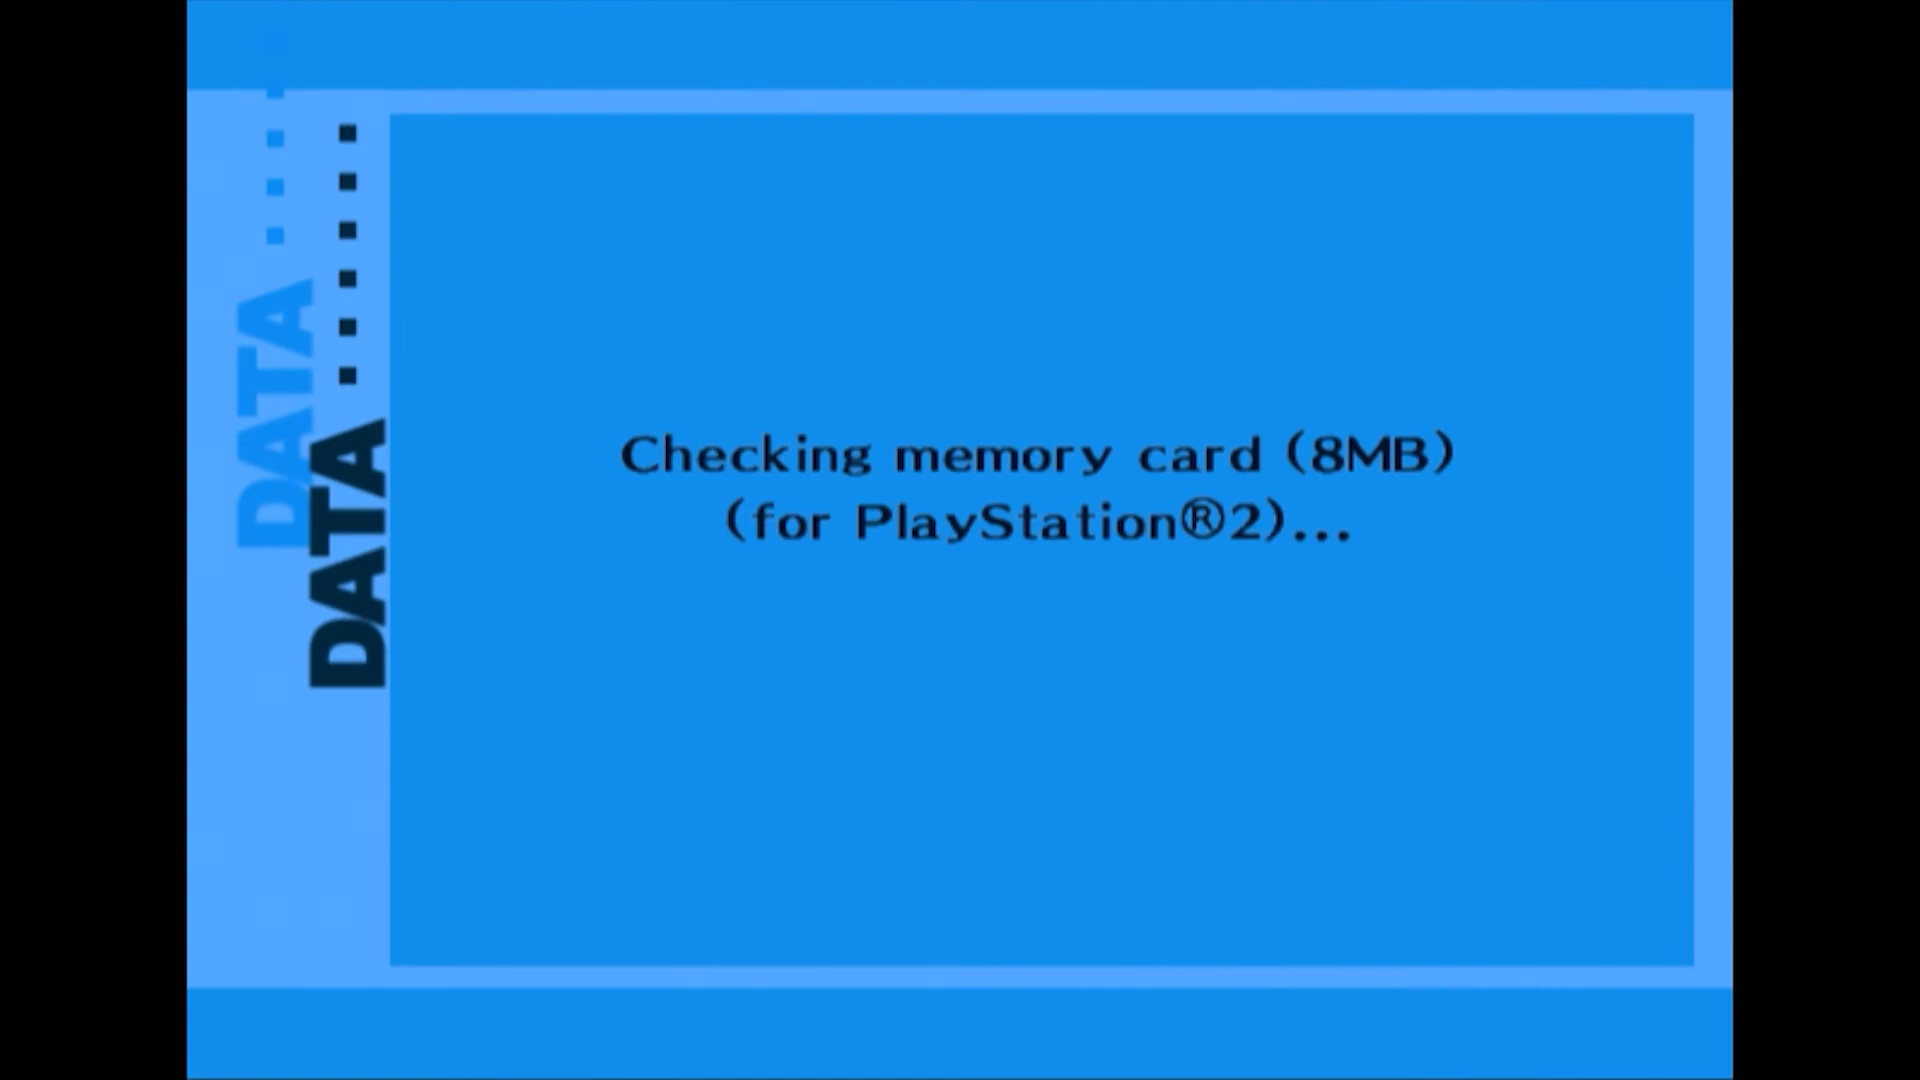 DATA......
DATA....
Checking memory card (8MB)
(for PlayStation®2)...